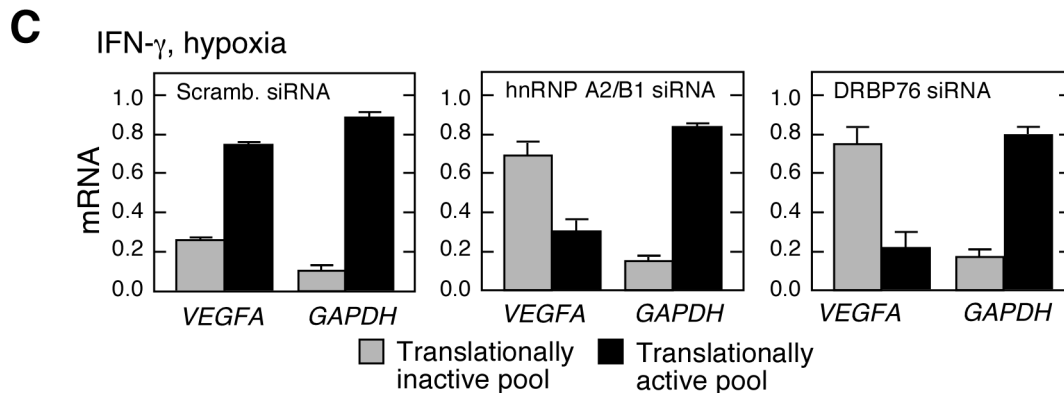 C
IFN-γ, hypoxia
mRNA
Scramb. siRNA
1.0
0.8
0.6
0.4
0.2
0.0
VEGFA GAPDH
hnRNP A2/B1 siRNA
1.0
0.8
0.6
0.4
0.2
0.0
VEGFA GAPDH
DRBP76 siRNA
1.0
0.8
0.6
0.4
0.2
0.0
VEGFA GAPDH
Translationally
inactive pool
Translationally
active pool